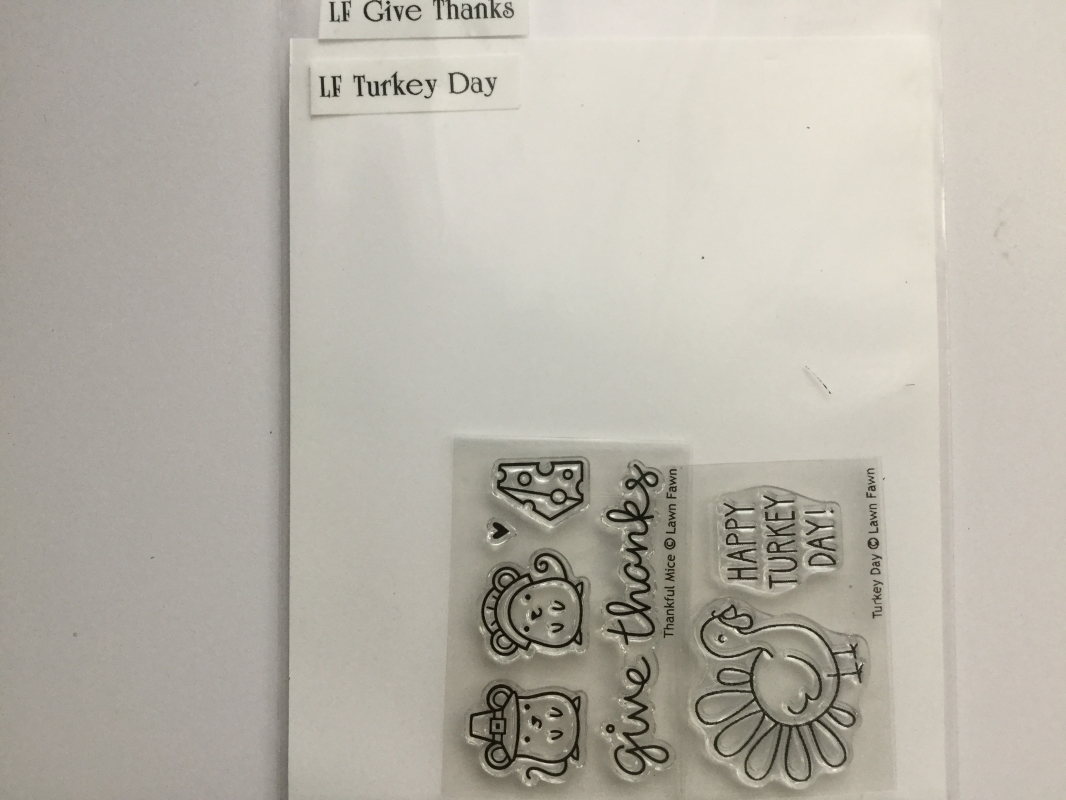 LF Give Thanks
LF Turkey Day
give thanks
Thankful Mice © Lawn Fawn
HAPPY
TURKEY
DAY!
Turkey Day © Lawn Fawn